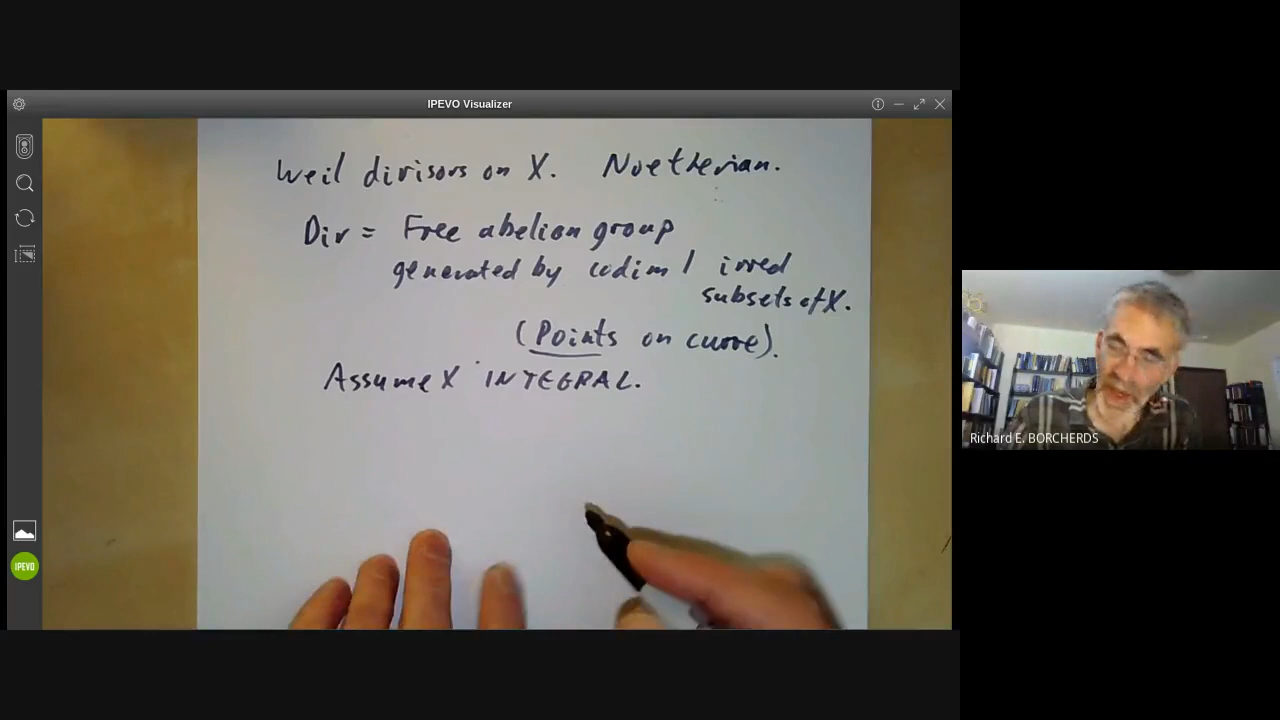 IPEVO Visualizer
Weil divisors on X. Noetherian.
Div = Free abelian group
generated by codim 1 irred
subsets of X.
(Points on curve).
Assume X INTEGRAL.
Richard E. BORCHERDS
IPEVO